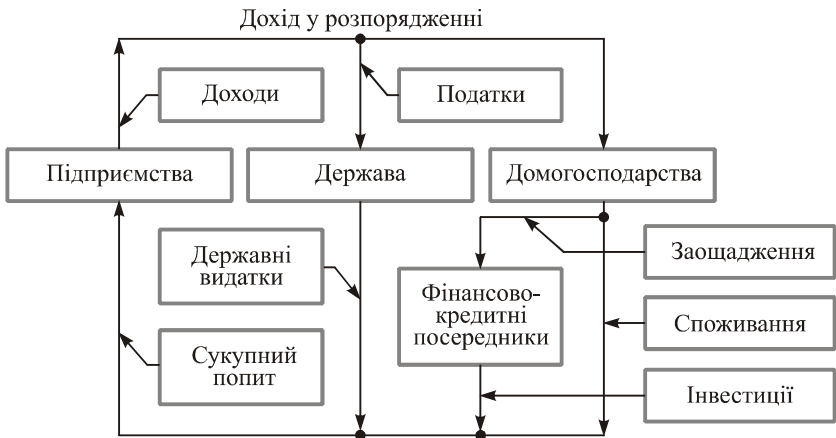 Дохід у розпорядженні
Доходи
Податки
Підприємства
Держава
Домогосподарства
Державні
видатки
Заощадження
Фінансово-
кредитні
посередники
Споживання
Сукупний
попит
Інвестиції